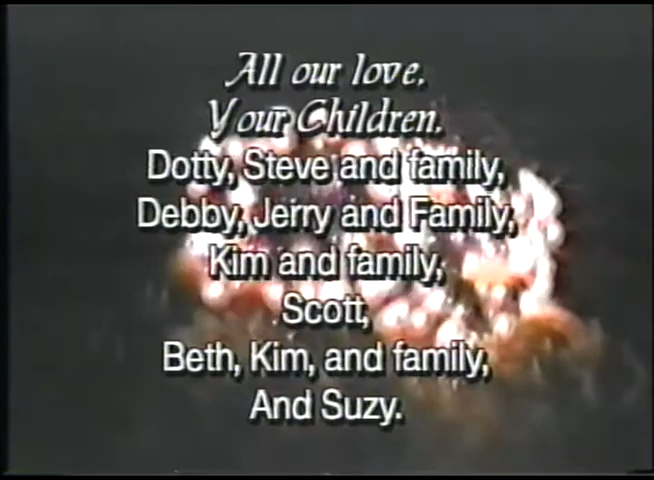 All our love,
Your Children.
Dotty, Steve and family,
Debby, Jerry and Family,
Kim and family,
Scott,
Beth, Kim, and family,
And Suzy.